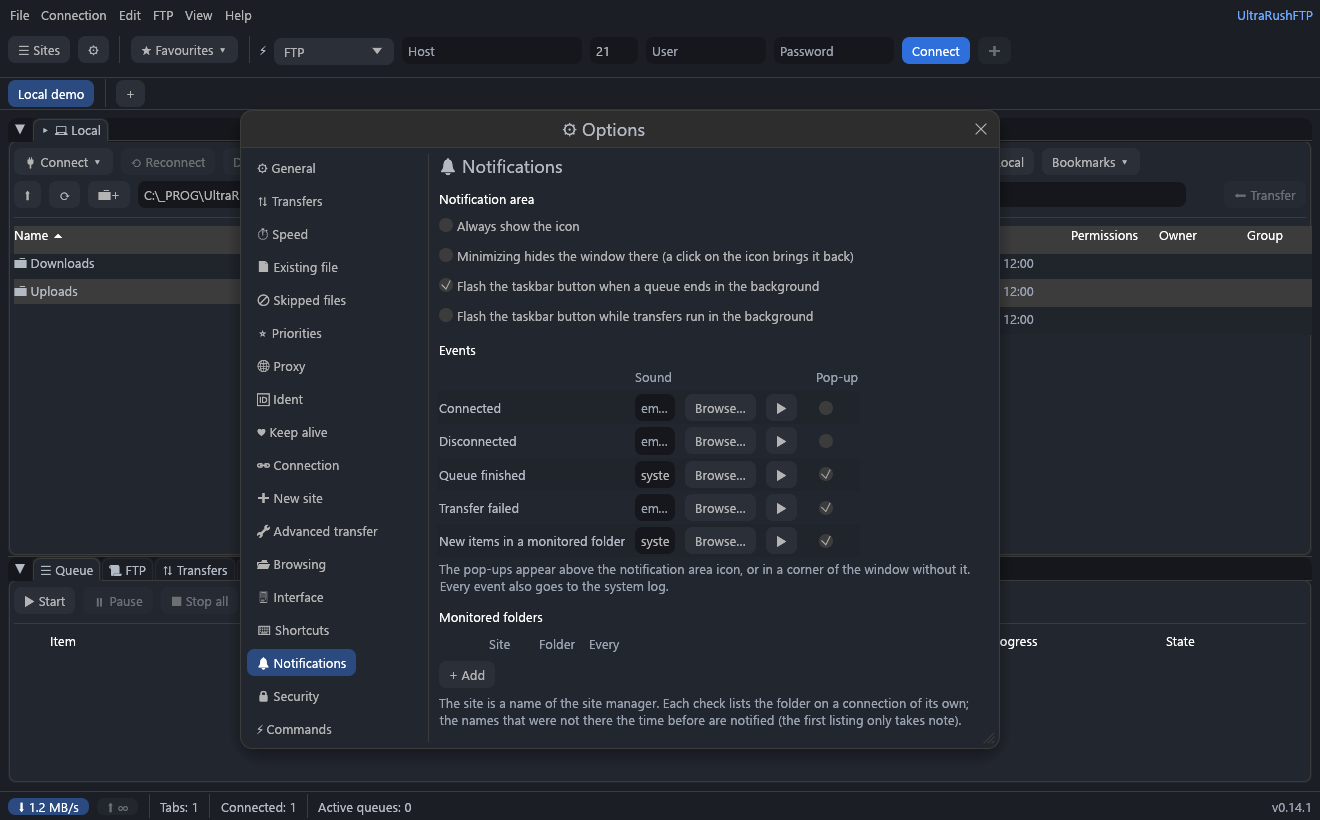 File Connection Edit FTP View Help UltraRushFTP
Sites Favourites FTP Host 21 User Password Connect +
Local demo +
Local
Connect Reconnect D ocal Bookmarks
C:\_PROG\UltraR Transfer
Name Permissions Owner Group
Downloads 12:00
Uploads 12:00
12:00
Options
General
Transfers
Speed
Existing file
Skipped files
Priorities
Proxy
ID Ident
Keep alive
Connection
New site
Advanced transfer
Browsing
Interface
Shortcuts
Notifications
Security
Commands
Notifications
Notification area
Always show the icon
Minimizing hides the window there (a click on the icon brings it back)
Flash the taskbar button when a queue ends in the background
Flash the taskbar button while transfers run in the background
Events
Sound Pop-up
Connected em... Browse...
Disconnected em... Browse...
Queue finished syste Browse...
Transfer failed em... Browse...
New items in a monitored folder syste Browse...
The pop-ups appear above the notification area icon, or in a corner of the window without it.
Every event also goes to the system log.
Monitored folders
Site Folder Every
+ Add
The site is a name of the site manager. Each check lists the folder on a connection of its own;
the names that were not there the time before are notified (the first listing only takes note).
Queue FTP Transfers
Start Pause Stop all
Item ogress State
1.2 MB/s ∞ Tabs: 1 Connected: 1 Active queues: 0 v0.14.1